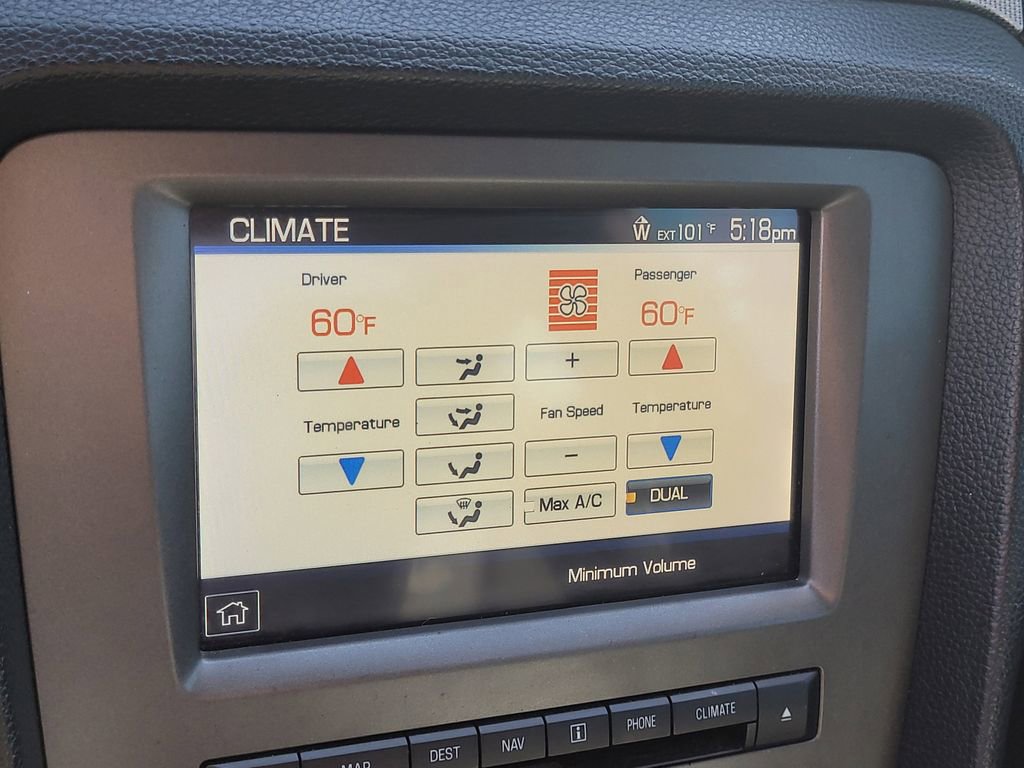 CLIMATE
W EXT 101 °F 5:18pm
Driver
Passenger
60°F
60°F
+
Temperature
Fan Speed
Temperature
-
Max A/C
DUAL
Minimum Volume
MAP
DEST
NAV
i
PHONE
CLIMATE